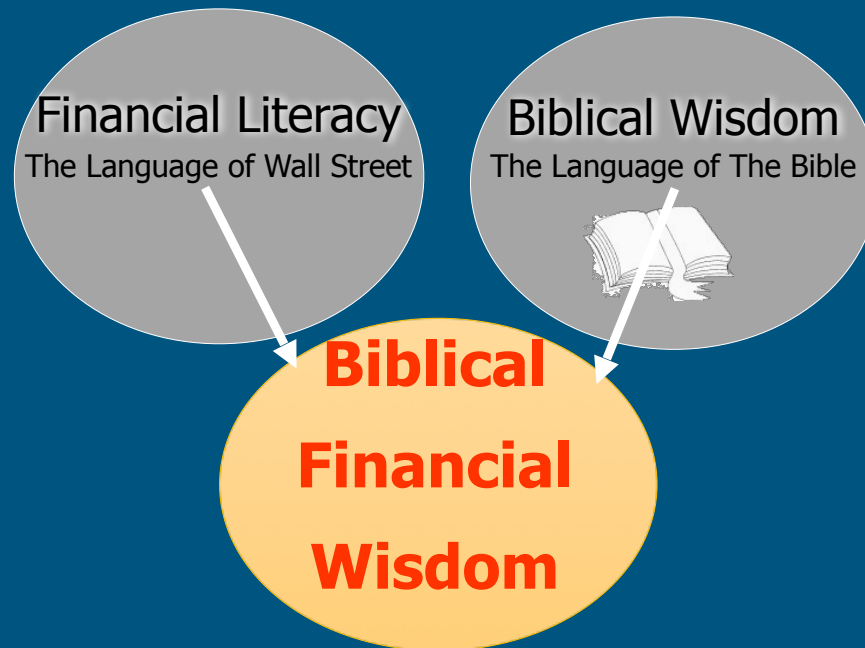 Financial Literacy
The Language of Wall Street
Biblical Wisdom
The Language of The Bible
Biblical
Financial
Wisdom